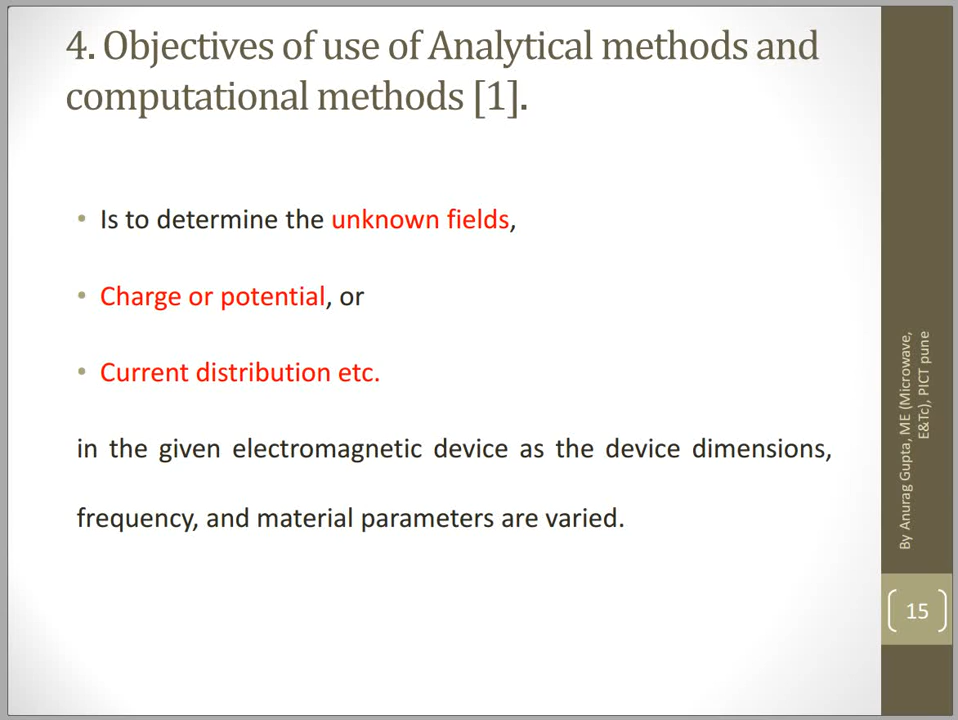 4. Objectives of use of Analytical methods and
computational methods [1].
• Is to determine the unknown fields,
• Charge or potential, or
• Current distribution etc.
in the given electromagnetic device as the device dimensions,
frequency, and material parameters are varied.
By Anurag Gupta, ME (Microwave,
E&Tc), PICT pune
15